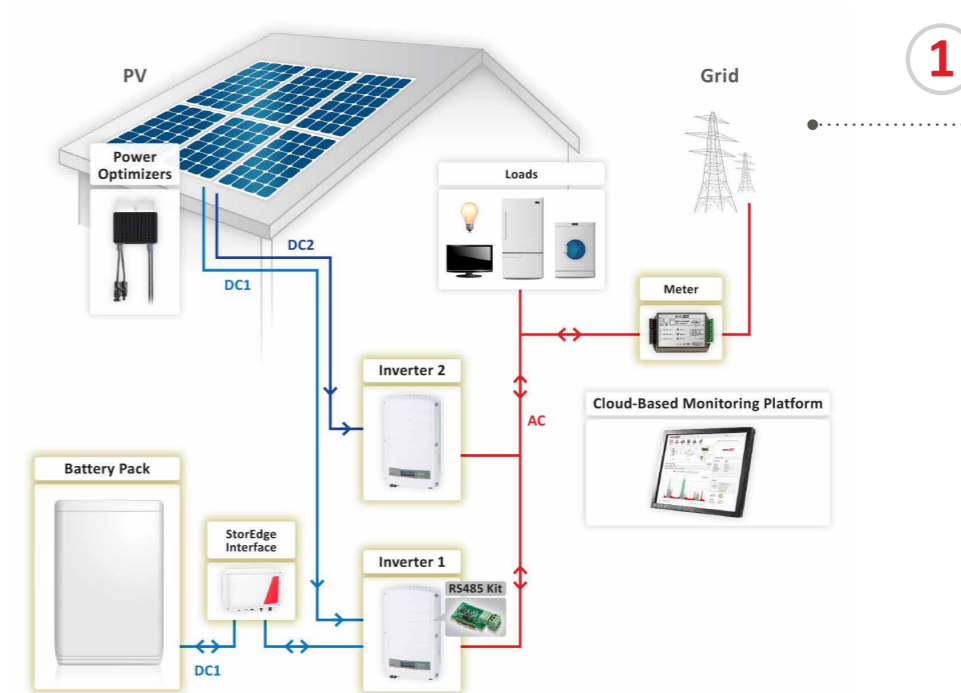 1
PV
Grid
Power
Optimizers
Loads
DC2
DC1
Meter
Inverter 2
AC
Cloud-Based Monitoring Platform
Battery Pack
StorEdge
Interface
Inverter 1
RS485 Kit
DC1